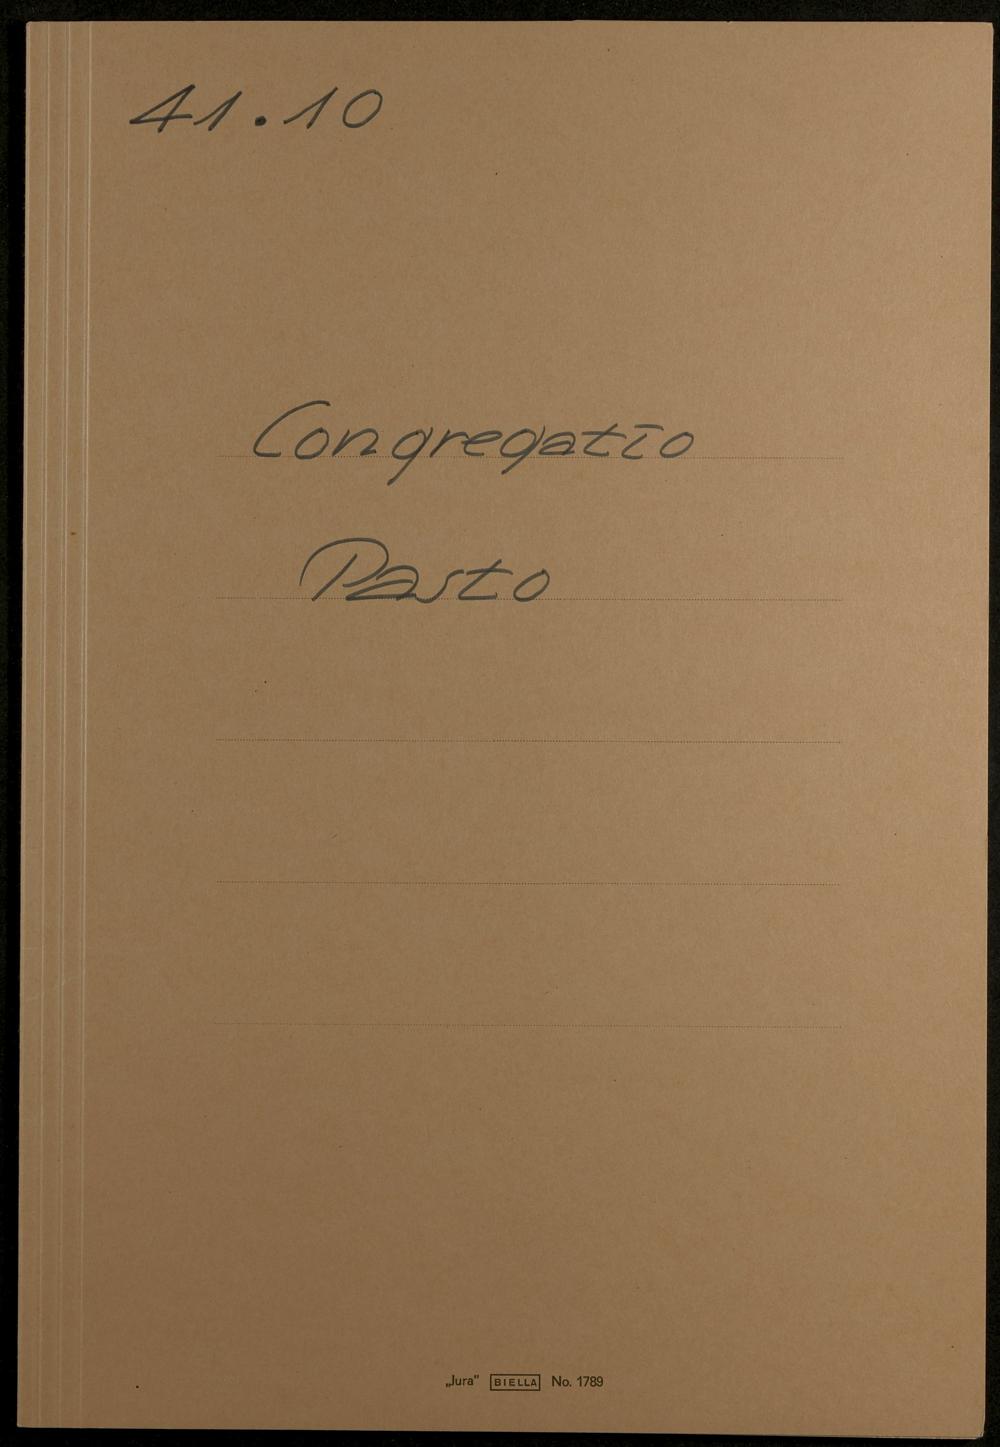 41.10
Congregatio
Pasto
„Jura" BIELLA No. 1789